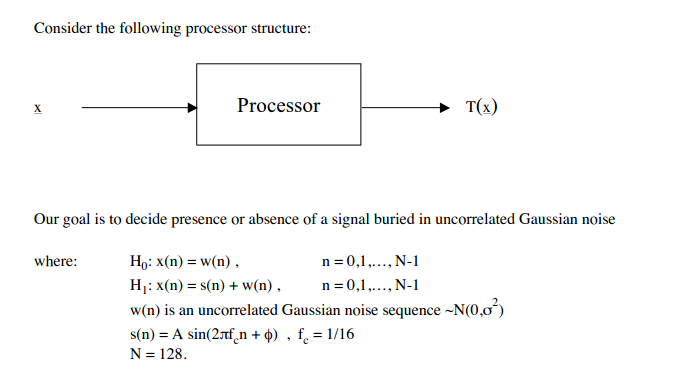 Consider the following processor structure:
x Processor T(x)
Our goal is to decide presence or absence of a signal buried in uncorrelated Gaussian noise
where: H₀: x(n) = w(n) , n = 0,1,…, N-1
H₁: x(n) = s(n) + w(n) , n = 0,1,…, N-1
w(n) is an uncorrelated Gaussian noise sequence ~N(0,σ²)
s(n) = A sin(2πf_c n + ϕ) , f_c = 1/16
N = 128.